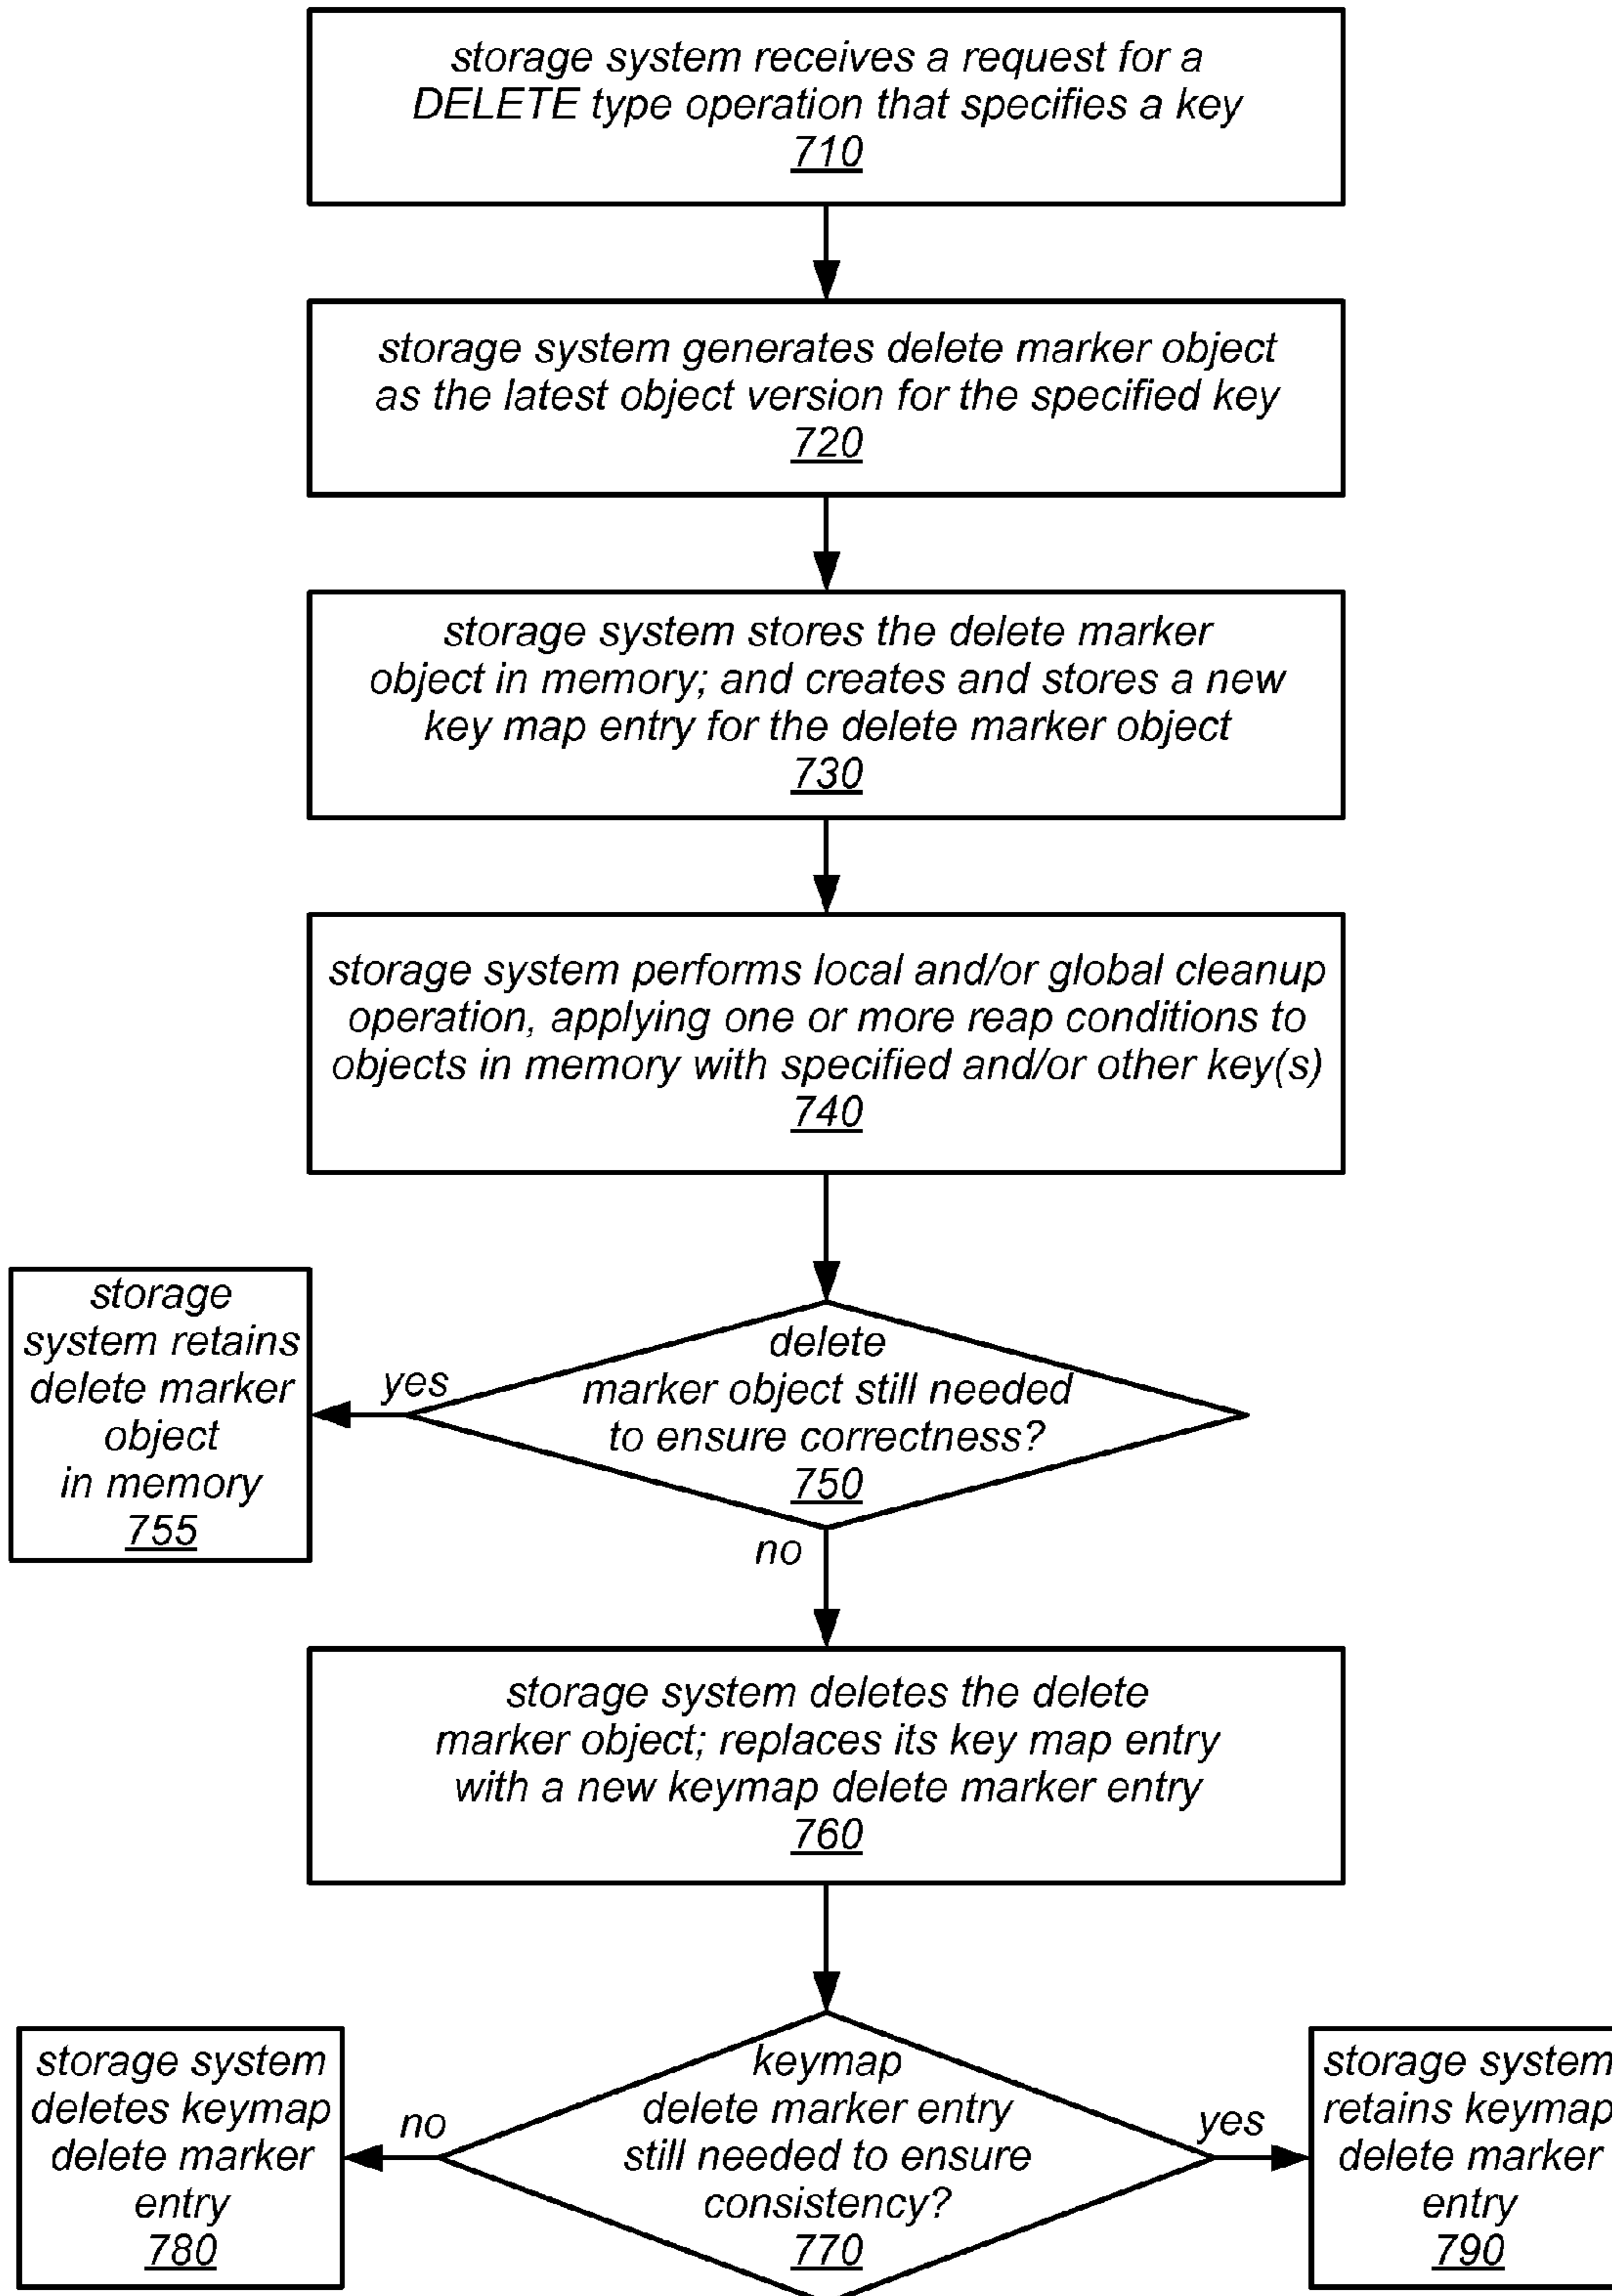 storage system receives a request for a
DELETE type operation that specifies a key
710
storage system generates delete marker object
as the latest object version for the specified key
720
storage system stores the delete marker
object in memory; and creates and stores a new
key map entry for the delete marker object
730
storage system performs local and/or global cleanup
operation, applying one or more reap conditions to
objects in memory with specified and/or other key(s)
740
delete
marker object still needed
to ensure correctness?
750
yes
storage
system retains
delete marker
object
in memory
755
no
storage system deletes the delete
marker object; replaces its key map entry
with a new keymap delete marker entry
760
keymap
delete marker entry
still needed to ensure
consistency?
770
no
storage system
deletes keymap
delete marker
entry
780
yes
storage system
retains keymap
delete marker
entry
790